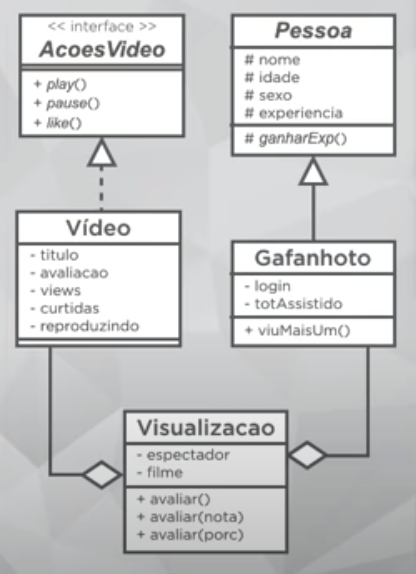 << interface >>
AcoesVideo
+ play()
+ pause()
+ like()
Pessoa
# nome
# idade
# sexo
# experiencia
# ganharExp()
Vídeo
- titulo
- avaliacao
- views
- curtidas
- reproduzindo
Gafanhoto
- login
- totAssistido
+ viuMaisUm()
Visualizacao
- espectador
- filme
+ avaliar()
+ avaliar(nota)
+ avaliar(porc)